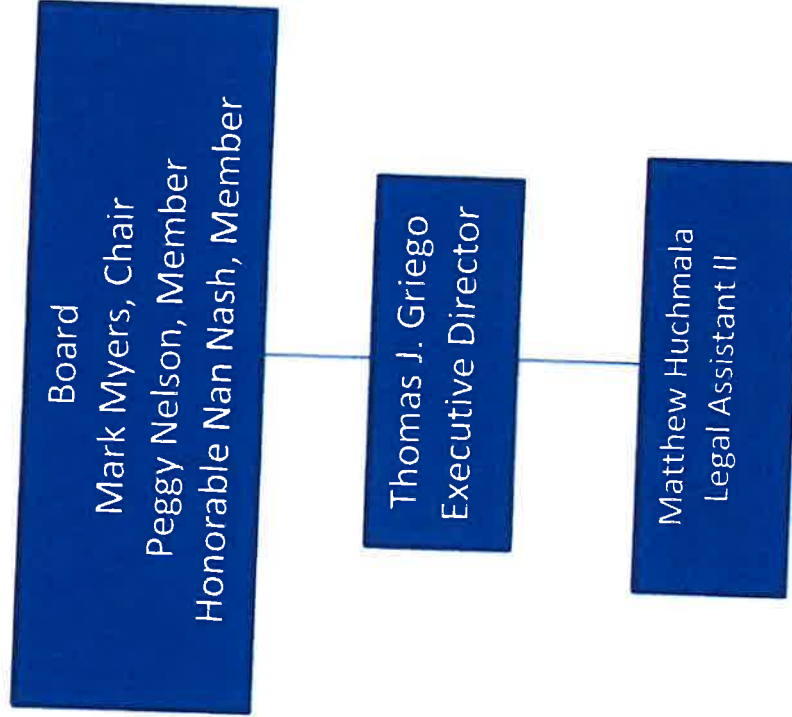 Board
Mark Myers, Chair
Peggy Nelson, Member
Honorable Nan Nash, Member
Thomas J. Griego
Executive Director
Matthew Huchmala
Legal Assistant II